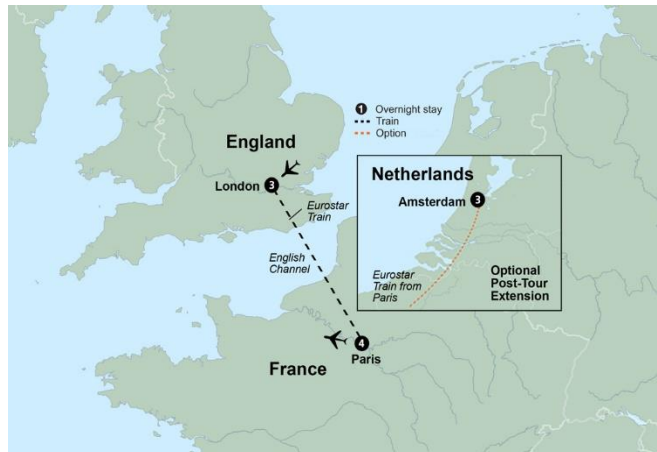 1 Overnight stay
Train
Option
England
London 3
Eurostar
Train
English
Channel
Netherlands
Amsterdam 3
Eurostar
Train from
Paris
Optional
Post-Tour
Extension
4
Paris
France